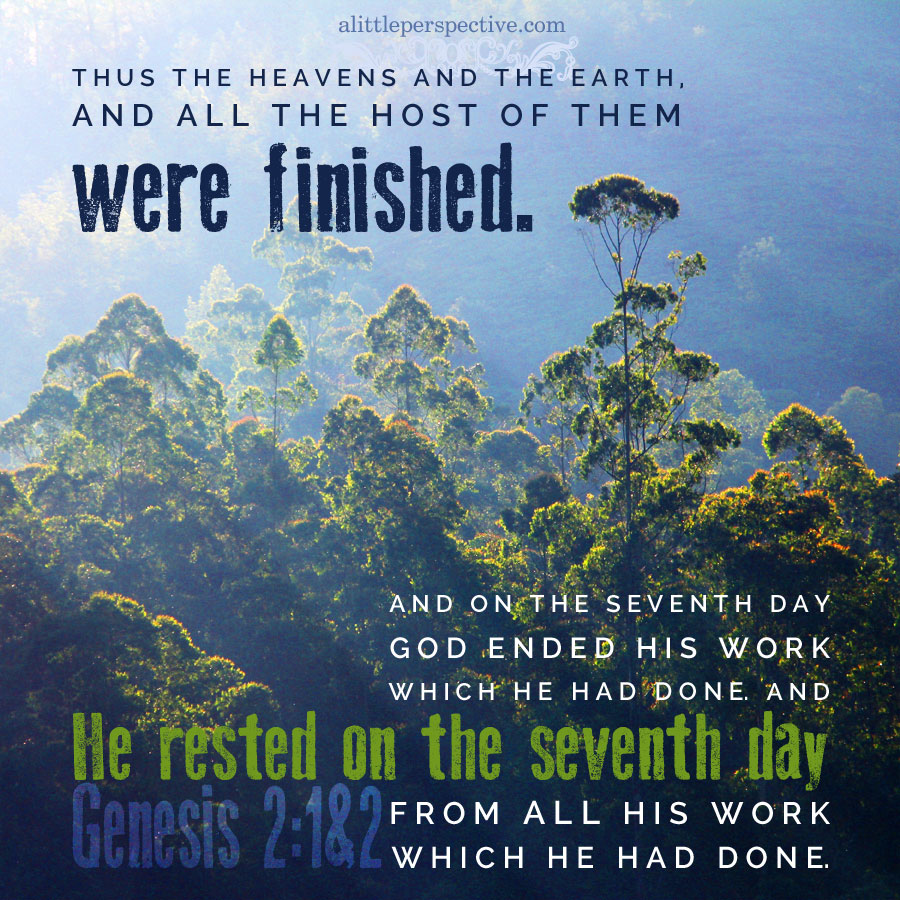 alittleperspective.com
THUS THE HEAVENS AND THE EARTH,
AND ALL THE HOST OF THEM
were finished.
AND ON THE SEVENTH DAY
GOD ENDED HIS WORK
WHICH HE HAD DONE. AND
He rested on the seventh day
Genesis 2:1&2 FROM ALL HIS WORK
WHICH HE HAD DONE.